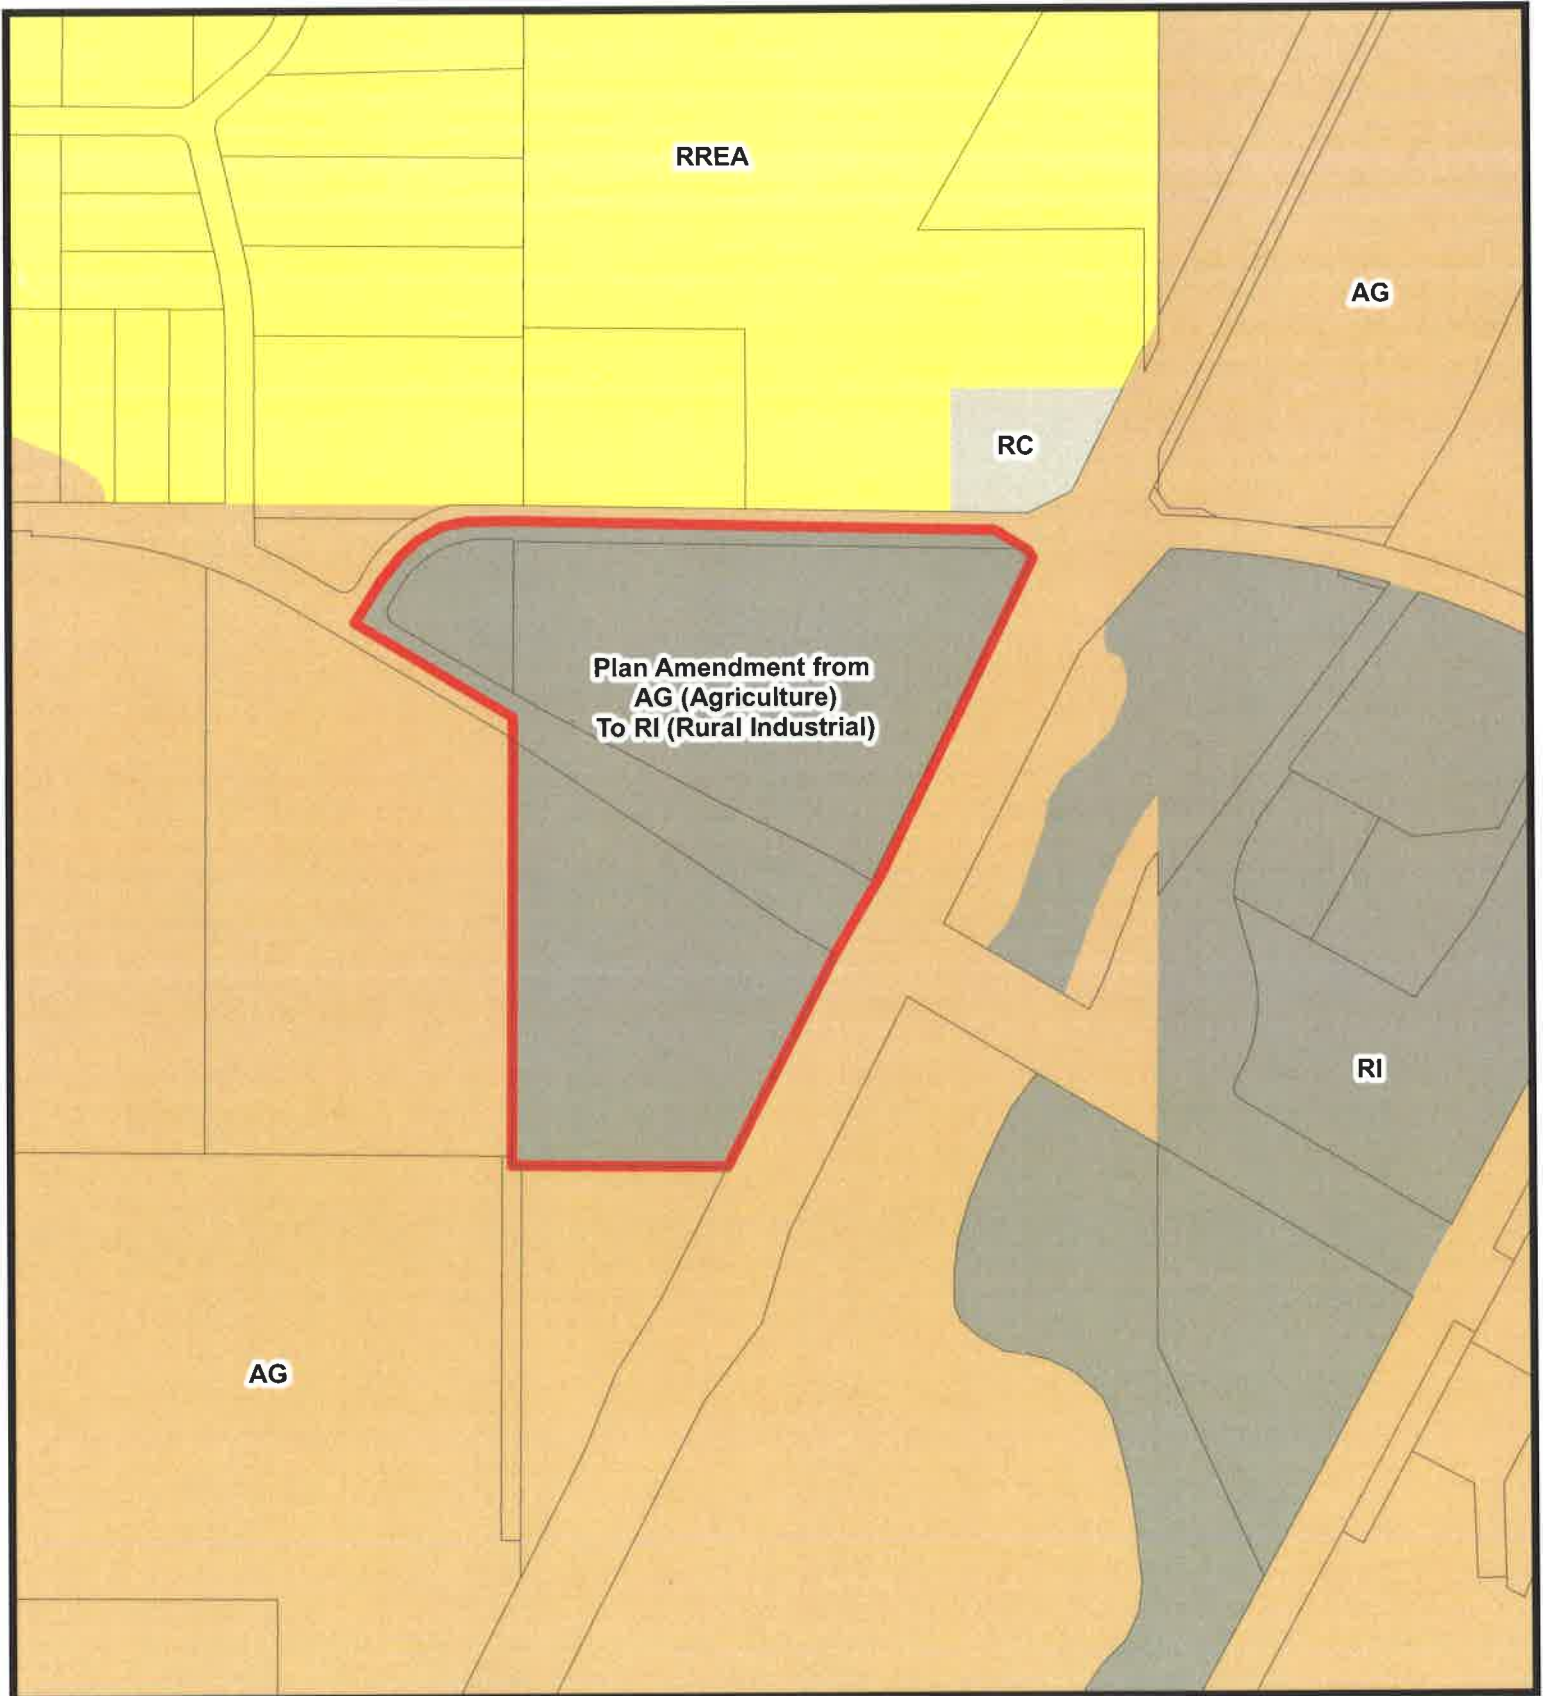 RREA
AG
RC
Plan Amendment from
AG (Agriculture)
To RI (Rural Industrial)
RI
AG